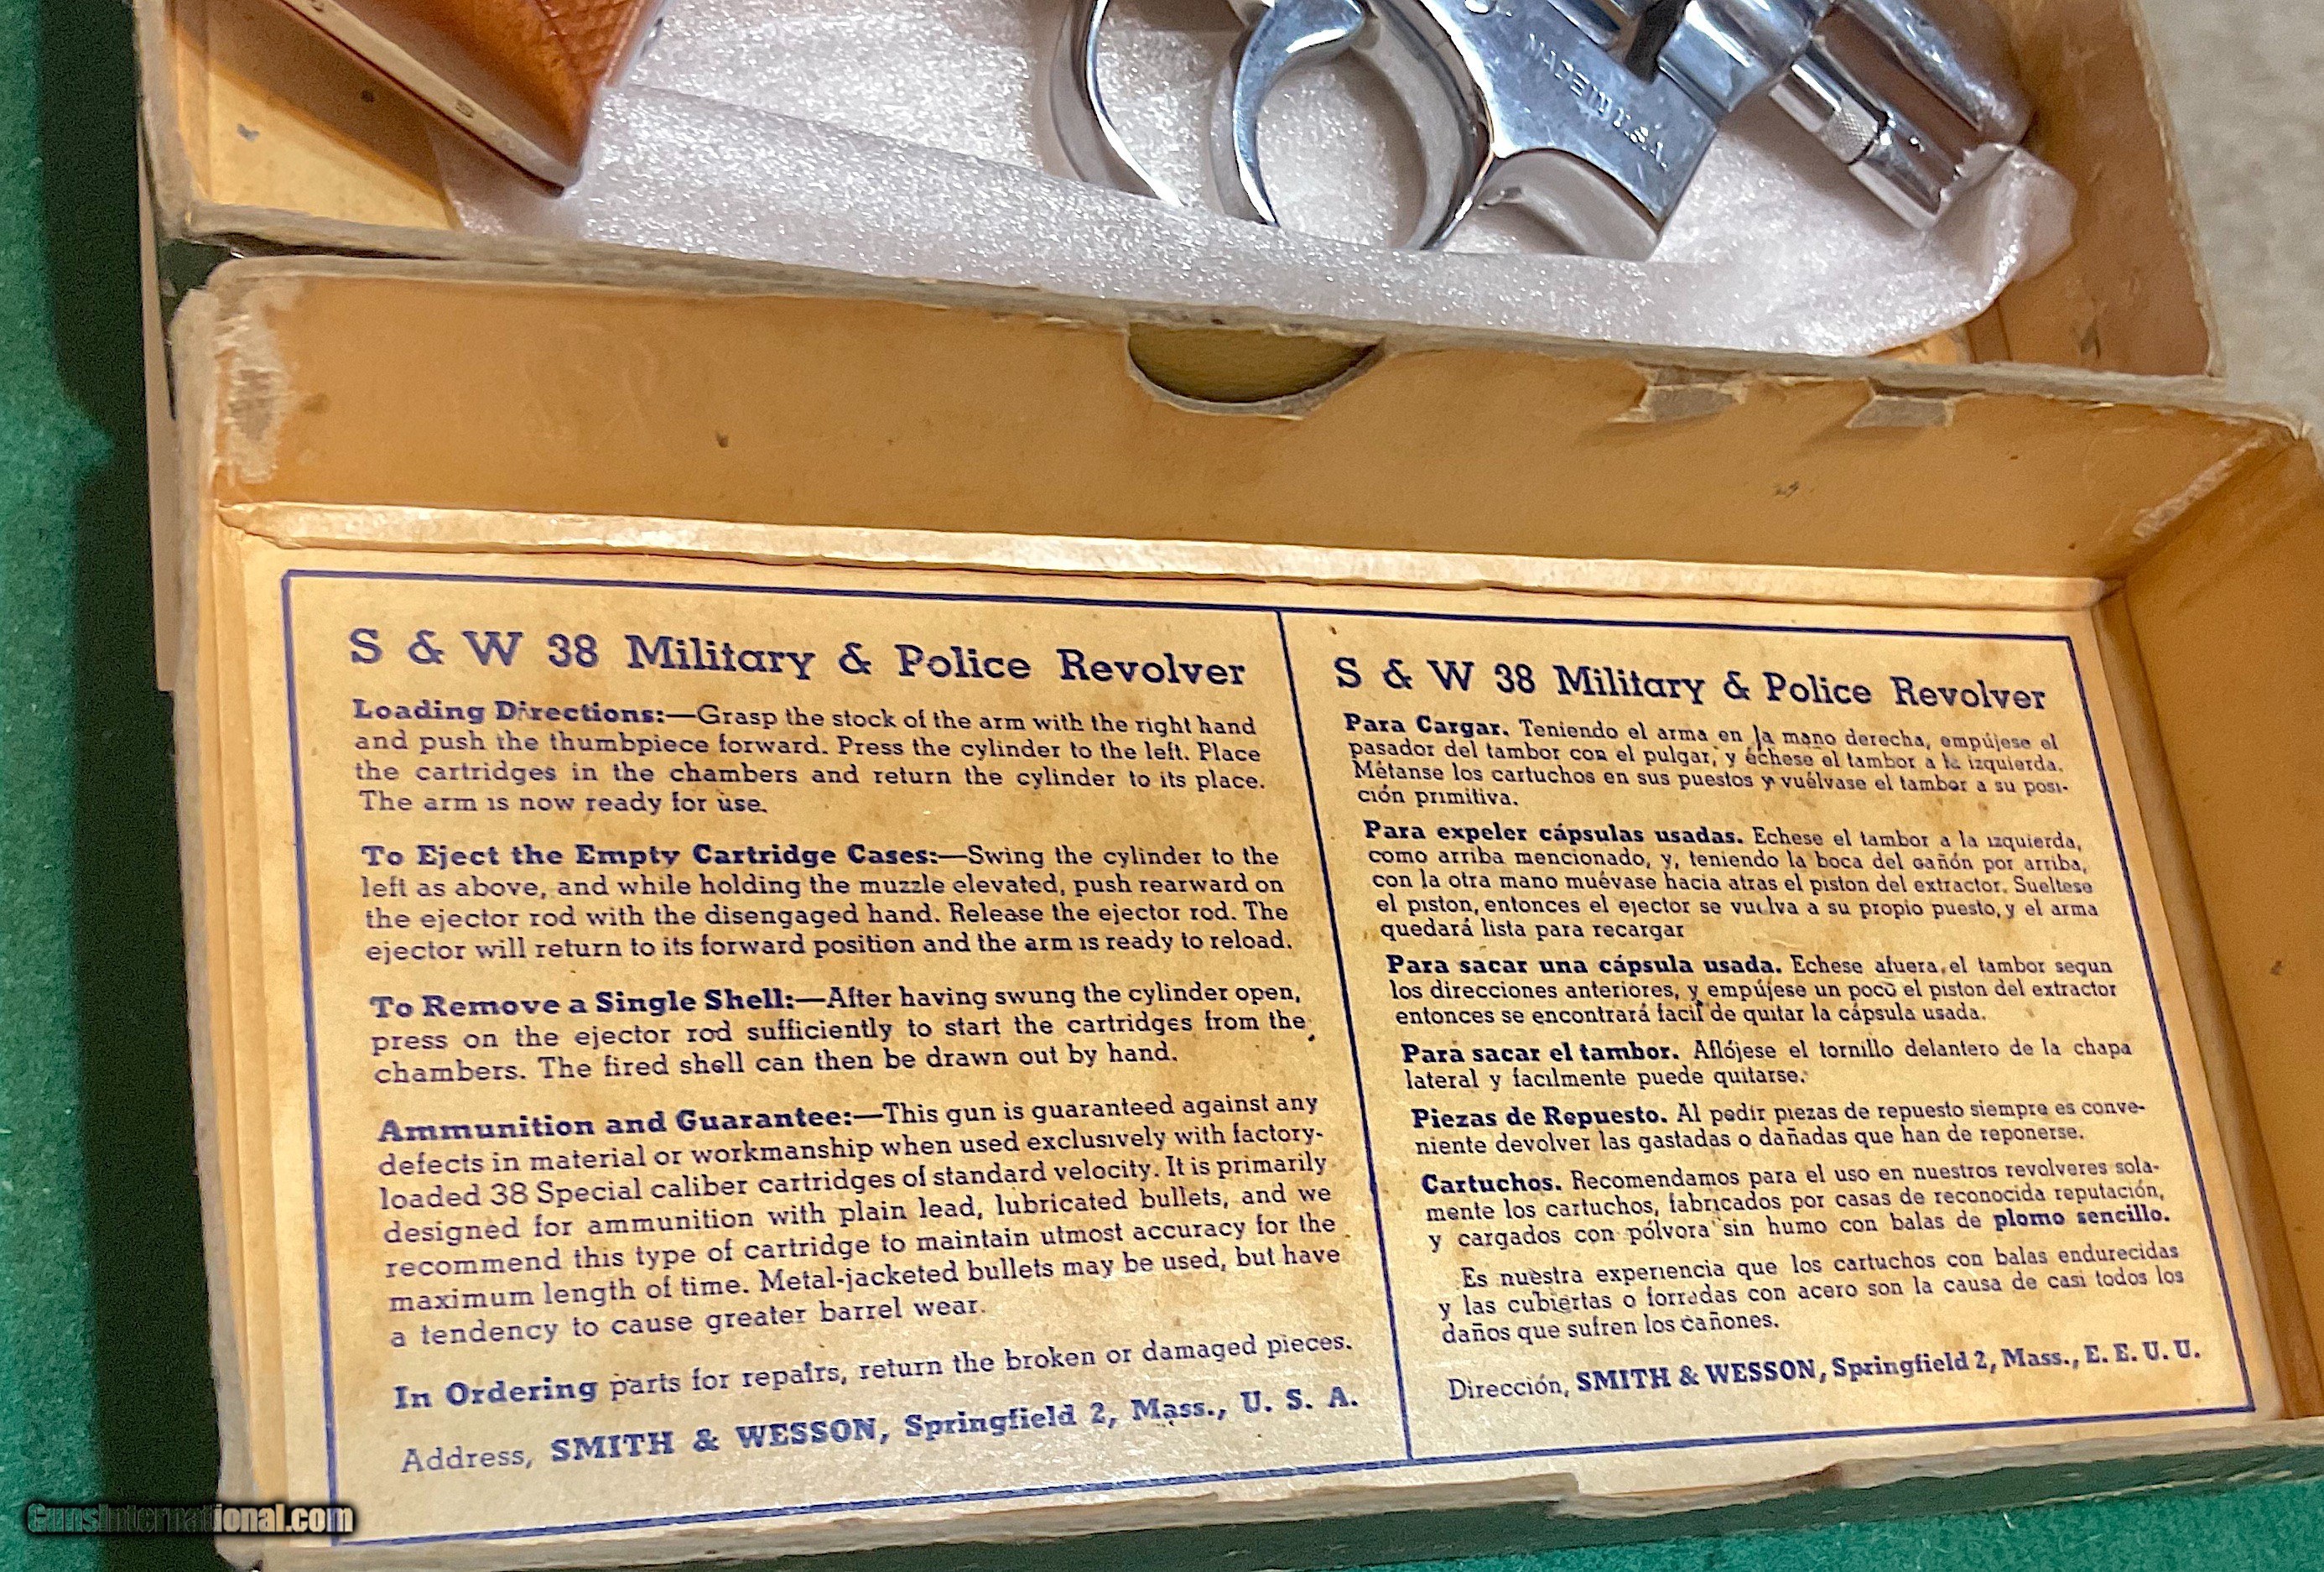 MADE IN U.S.A.
S & W 38 Military & Police Revolver
Loading Directions:—Grasp the stock of the arm with the right hand
and push the thumbpiece forward. Press the cylinder to the left. Place
the cartridges in the chambers and return the cylinder to its place.
The arm is now ready for use.
To Eject the Empty Cartridge Cases:—Swing the cylinder to the
left as above, and while holding the muzzle elevated, push rearward on
the ejector rod with the disengaged hand. Release the ejector rod. The
ejector will return to its forward position and the arm is ready to reload.
To Remove a Single Shell:—After having swung the cylinder open,
press on the ejector rod sufficiently to start the cartridges from the
chambers. The fired shell can then be drawn out by hand.
Ammunition and Guarantee:—This gun is guaranteed against any
defects in material or workmanship when used exclusively with factory-
loaded 38 Special caliber cartridges of standard velocity. It is primarily
designed for ammunition with plain lead, lubricated bullets, and we
recommend this type of cartridge to maintain utmost accuracy for the
maximum length of time. Metal-jacketed bullets may be used, but have
a tendency to cause greater barrel wear.
In Ordering parts for repairs, return the broken or damaged pieces.
Address, SMITH & WESSON, Springfield 2, Mass., U. S. A.
S & W 38 Military & Police Revolver
Para Cargar. Teniendo el arma en la mano derecha, empújese el
pasador del tambor con el pulgar, y échese el tambor a la izquierda.
Métanse los cartuchos en sus puestos y vuélvase el tambor a su posi-
ción primitiva.
Para expeler cápsulas usadas. Echese el tambor a la izquierda,
como arriba mencionado, y, teniendo la boca del cañón por arriba,
con la otra mano muévase hacia atras el piston del extractor. Sueltese
el piston, entonces el ejector se vuelva a su propio puesto, y el arma
quedará lista para recargar
Para sacar una cápsula usada. Echese afuera, el tambor segun
los direcciones anteriores, y empújese un poco el piston del extractor
entonces se encontrará facil de quitar la cápsula usada.
Para sacar el tambor. Aflójese el tornillo delantero de la chapa
lateral y facilmente puede quitarse.
Piezas de Repuesto. Al pedir piezas de repuesto siempre es conve-
niente devolver las gastadas o dañadas que han de reponerse.
Cartuchos. Recomendamos para el uso en nuestros revolveres sola-
mente los cartuchos, fabricados por casas de reconocida reputación,
y cargados con pólvora sin humo con balas de plomo sencillo.
Es nuestra experiencia que los cartuchos con balas endurecidas
y las cubiertas o forradas con acero son la causa de casi todos los
daños que sufren los cañones.
Dirección, SMITH & WESSON, Springfield 2, Mass., E. E. U. U.
GunsInternational.com